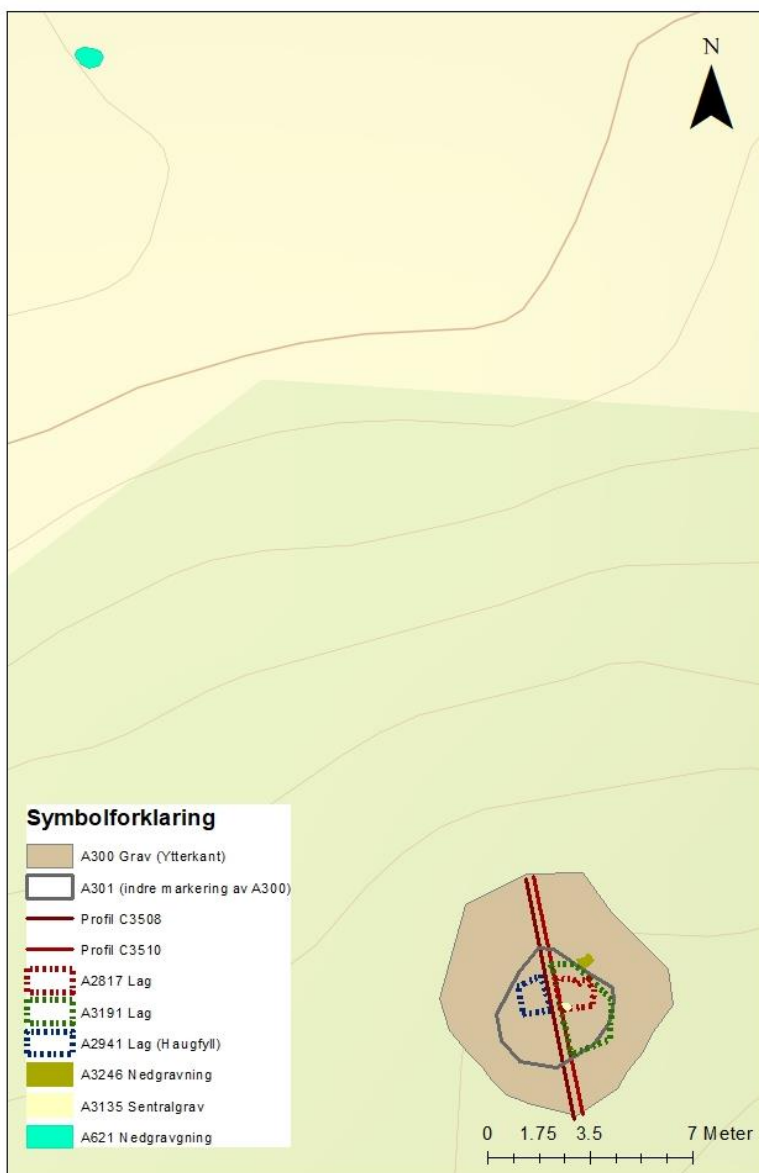 N
Symbolforklaring
A300 Grav (Ytterkant)
A301 (indre markering av A300)
Profil C3508
Profil C3510
A2817 Lag
A3191 Lag
A2941 Lag (Haugfyll)
A3246 Nedgravning
A3135 Sentralgrav
A621 Nedgravgning
0 1.75 3.5 7 Meter